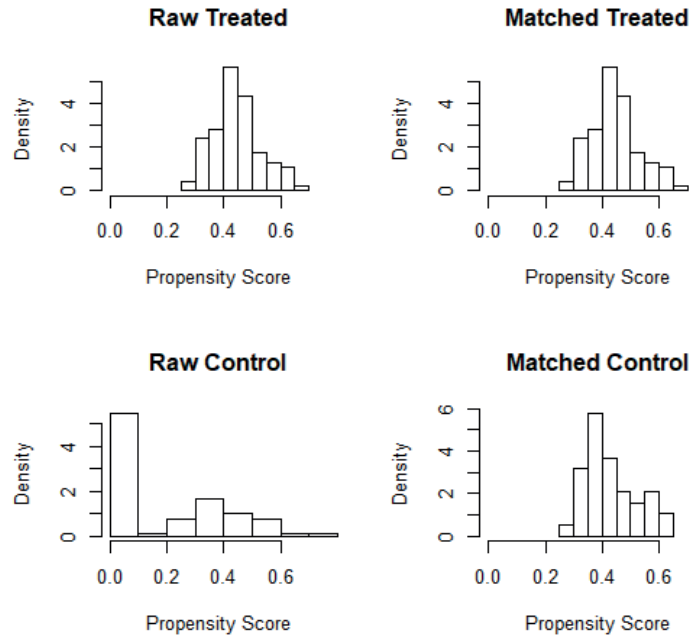 Raw Treated
Density
0 2 4
0.0 0.2 0.4 0.6
Propensity Score
Matched Treated
Density
0 2 4
0.0 0.2 0.4 0.6
Propensity Score
Raw Control
Density
0 2 4
0.0 0.2 0.4 0.6
Propensity Score
Matched Control
Density
0 2 4 6
0.0 0.2 0.4 0.6
Propensity Score